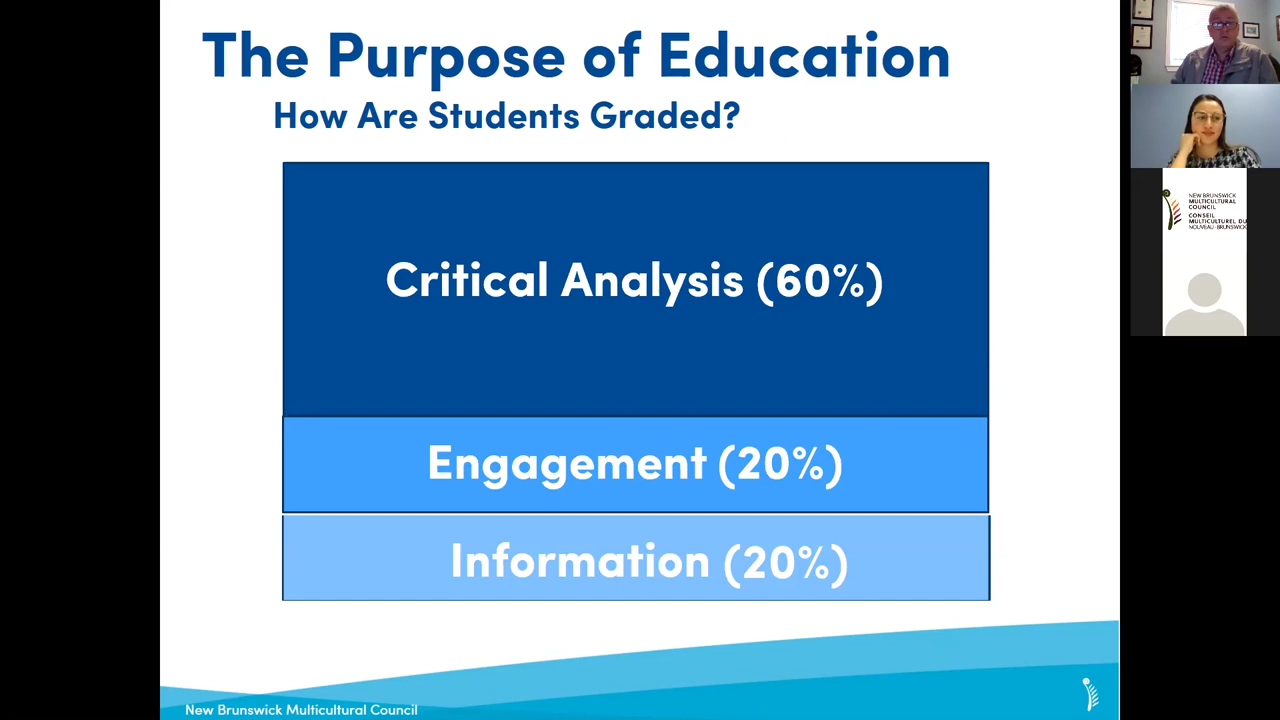 The Purpose of Education
How Are Students Graded?
Critical Analysis (60%)
Engagement (20%)
Information (20%)
New Brunswick Multicultural Council
NEW BRUNSWICK
MULTICULTURAL
COUNCIL
CONSEIL
MULTICULTUREL DU
NOUVEAU-BRUNSWICK